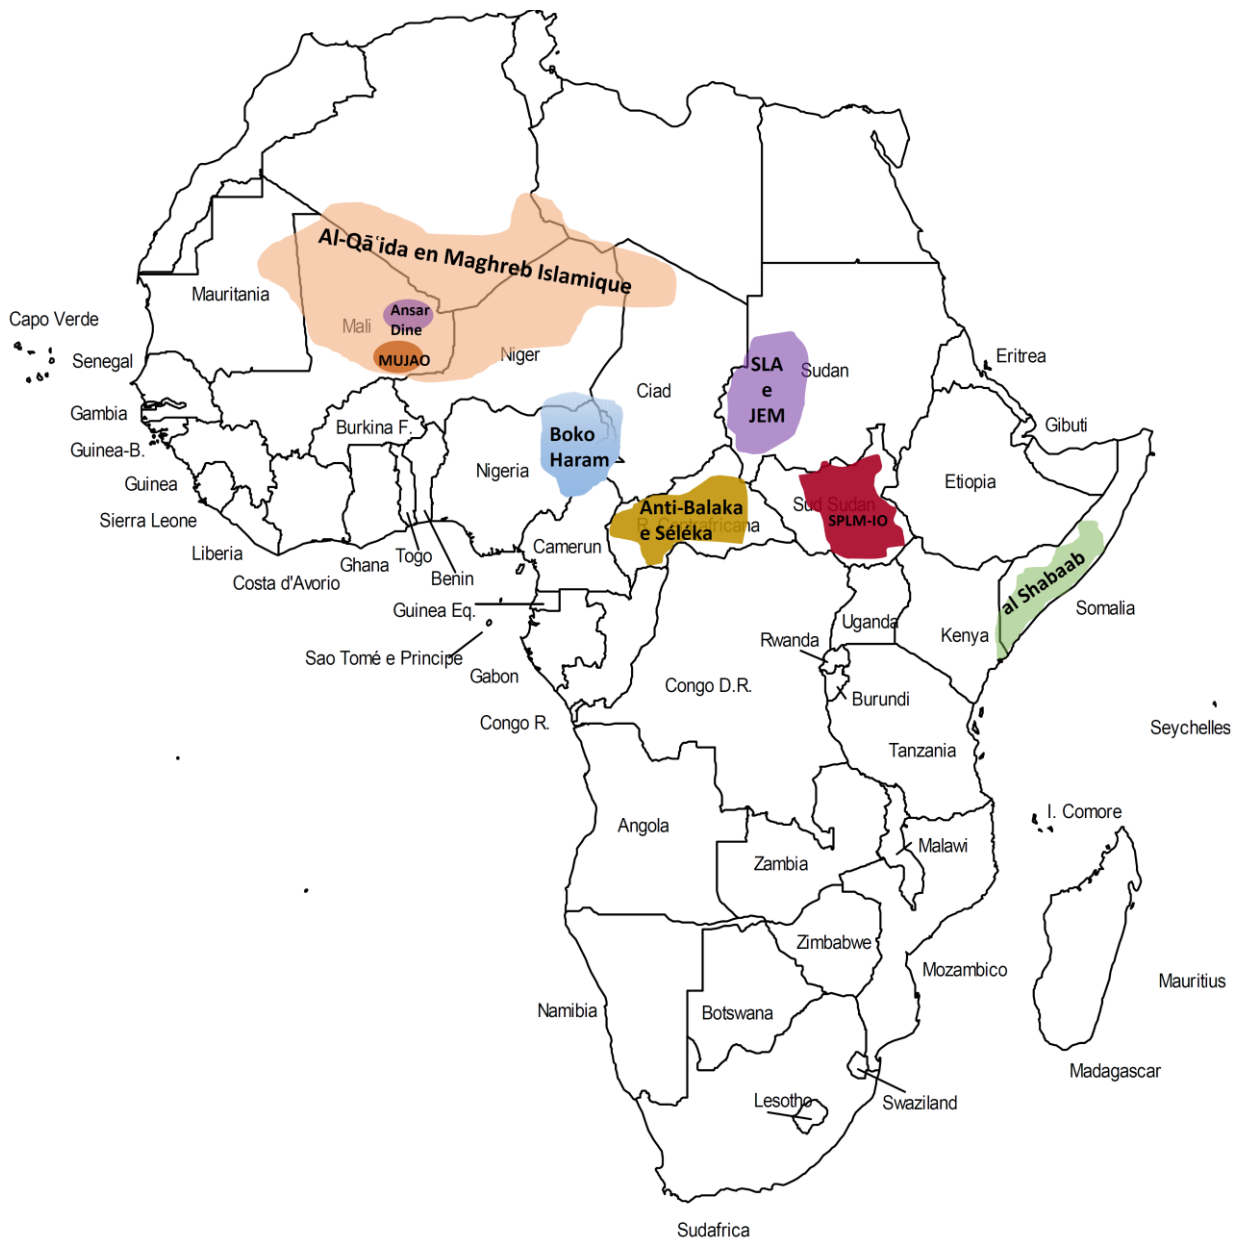 Al-Qāʿida en Maghreb Islamique
Mauritania
Capo Verde
Ansar
Dine
Mali
MUJAO
Niger
Senegal
Eritrea
SLA
e
JEM
Sudan
Ciad
Gambia
Burkina F.
Gibuti
Guinea-B.
Boko
Haram
Nigeria
Etiopia
Guinea
Sierra Leone
Anti-Balaka
e Séléka
R. Centrafricana
Sud Sudan
SPLM-IO
Liberia
Costa d'Avorio
Ghana
Togo
Benin
Camerun
al Shabaab
Somalia
Guinea Eq.
Uganda
Kenya
Rwanda
Sao Tomé e Principe
Gabon
Congo D.R.
Burundi
Congo R.
Seychelles
Tanzania
I. Comore
Angola
Malawi
Zambia
Zimbabwe
Mozambico
Mauritius
Namibia
Botswana
Madagascar
Lesotho
Swaziland
Sudafrica